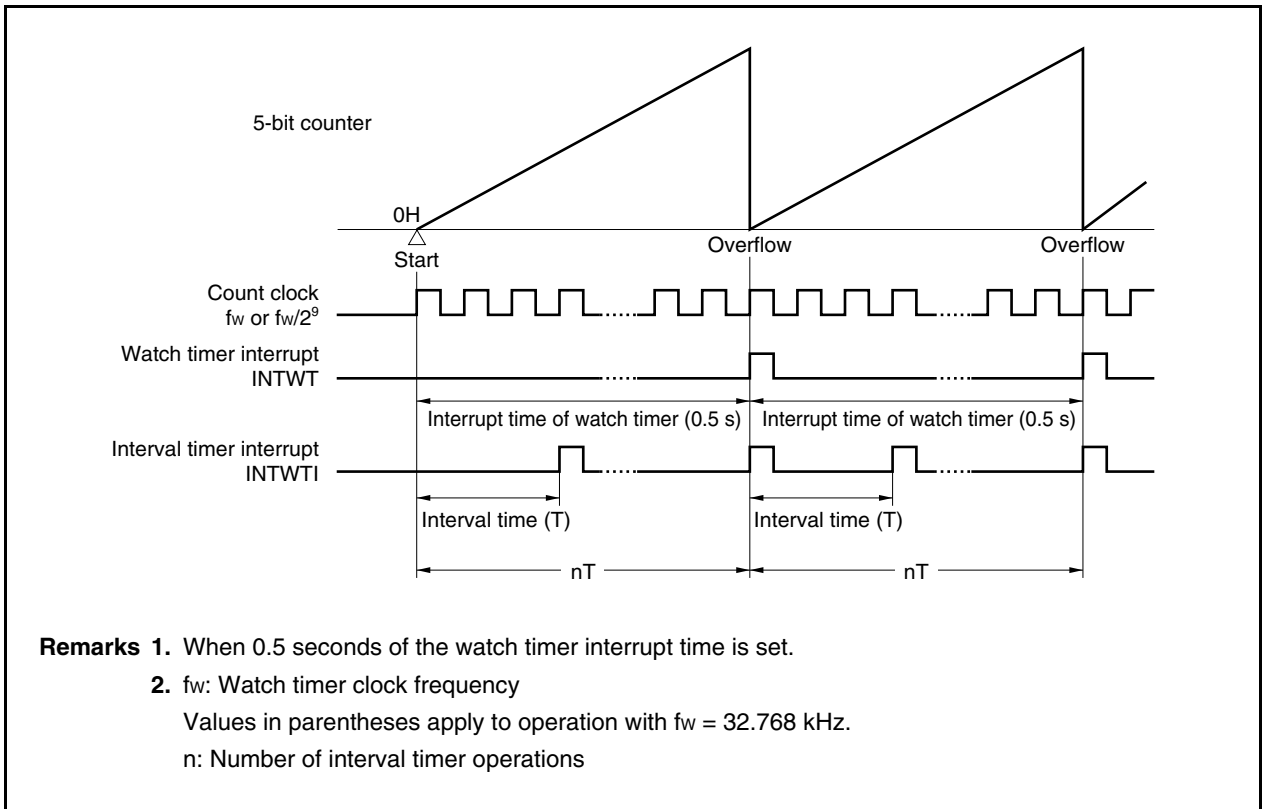 5-bit counter
0H
Start
Overflow
Overflow
Count clock
fW or fW/2⁹
Watch timer interrupt
INTWT
Interrupt time of watch timer (0.5 s)
Interrupt time of watch timer (0.5 s)
Interval timer interrupt
INTWTI
Interval time (T)
Interval time (T)
nT
nT
Remarks 1. When 0.5 seconds of the watch timer interrupt time is set.
2. fW: Watch timer clock frequency
Values in parentheses apply to operation with fW = 32.768 kHz.
n: Number of interval timer operations